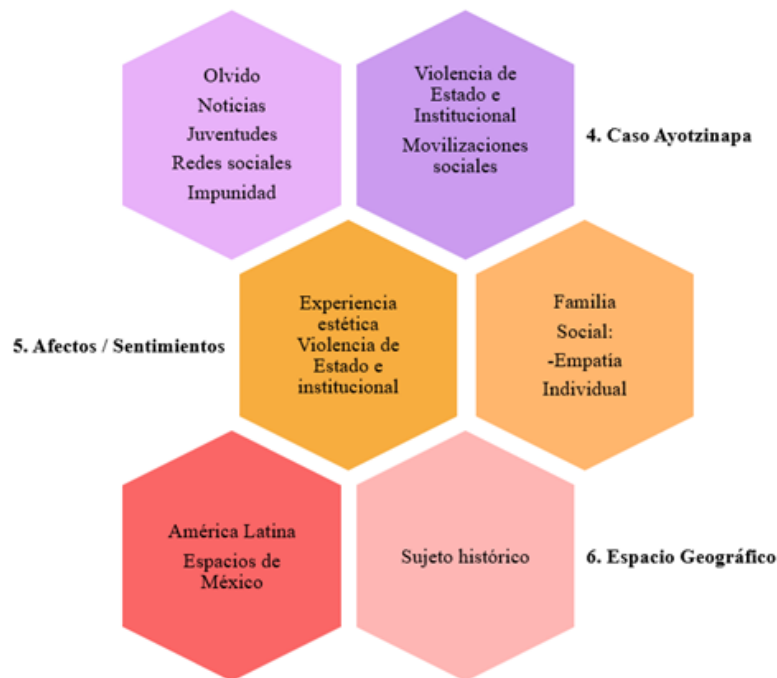 Olvido
Noticias
Juventudes
Redes sociales
Impunidad
Violencia de
Estado e
Institucional
Movilizaciones
sociales
4. Caso Ayotzinapa
5. Afectos / Sentimientos
Experiencia
estética
Violencia de
Estado e
institucional
Familia
Social:
-Empatía
Individual
América Latina
Espacios de
México
Sujeto histórico
6. Espacio Geográfico